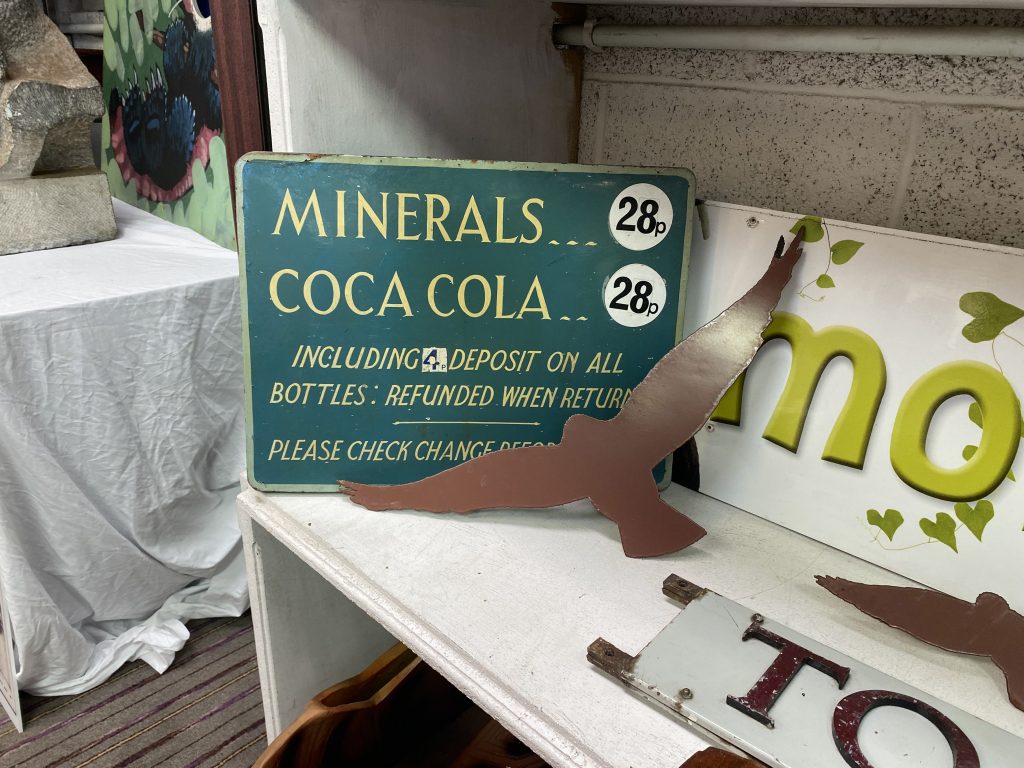 MINERALS... 28p
COCA COLA... 28p
INCLUDING 4P DEPOSIT ON ALL
BOTTLES: REFUNDED WHEN
PLEASE CHECK CHANGE
mo
TO